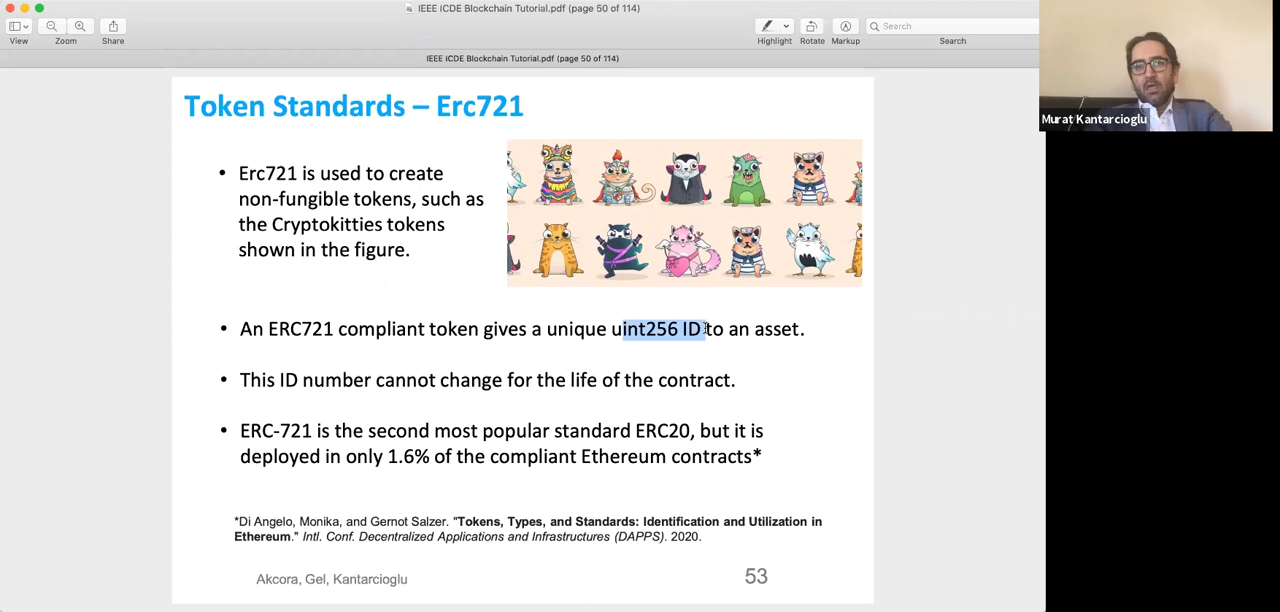 IEEE ICDE Blockchain Tutorial.pdf (page 50 of 114)
View
Zoom
Share
Highlight
Rotate
Markup
Search
Search
IEEE ICDE Blockchain Tutorial.pdf (page 50 of 114)
Murat Kantarcioglu
Token Standards – Erc721
• Erc721 is used to create
non-fungible tokens, such as
the Cryptokitties tokens
shown in the figure.
• An ERC721 compliant token gives a unique uint256 ID to an asset.
• This ID number cannot change for the life of the contract.
• ERC-721 is the second most popular standard ERC20, but it is
deployed in only 1.6% of the compliant Ethereum contracts*
*Di Angelo, Monika, and Gernot Salzer. "Tokens, Types, and Standards: Identification and Utilization in
Ethereum." Intl. Conf. Decentralized Applications and Infrastructures (DAPPS). 2020.
Akcora, Gel, Kantarcioglu
53